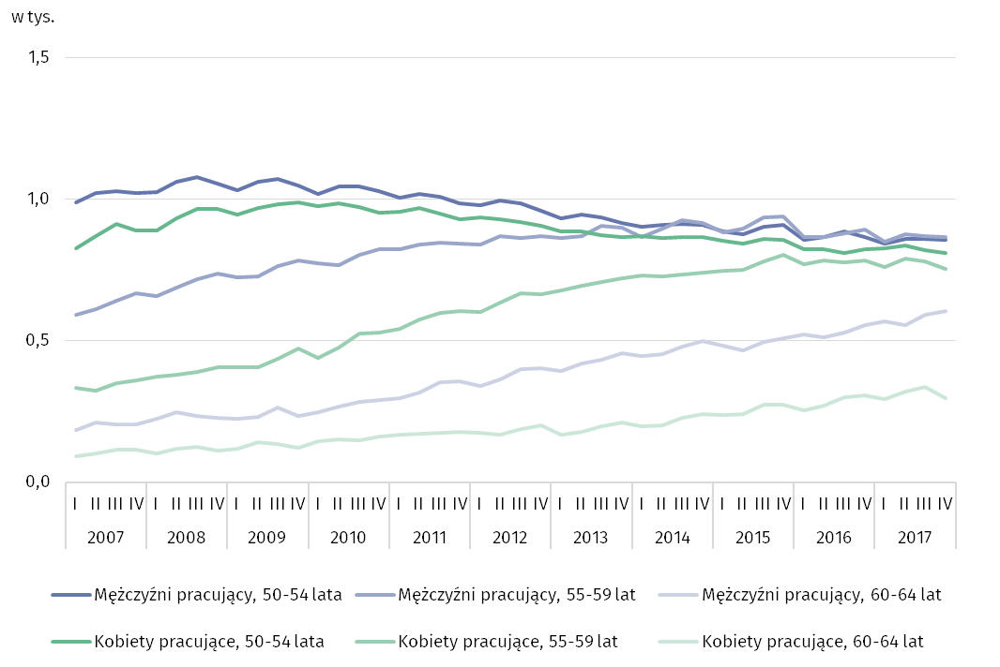 w tys.
1,5
1,0
0,5
0,0
I II III IV I II III IV I II III IV I II III IV I II III IV I II III IV I II III IV I II III IV I II III IV I II III IV I II III IV
2007 2008 2009 2010 2011 2012 2013 2014 2015 2016 2017
Mężczyźni pracujący, 50-54 lata Mężczyźni pracujący, 55-59 lat Mężczyźni pracujący, 60-64 lat
Kobiety pracujące, 50-54 lata Kobiety pracujące, 55-59 lat Kobiety pracujące, 60-64 lat